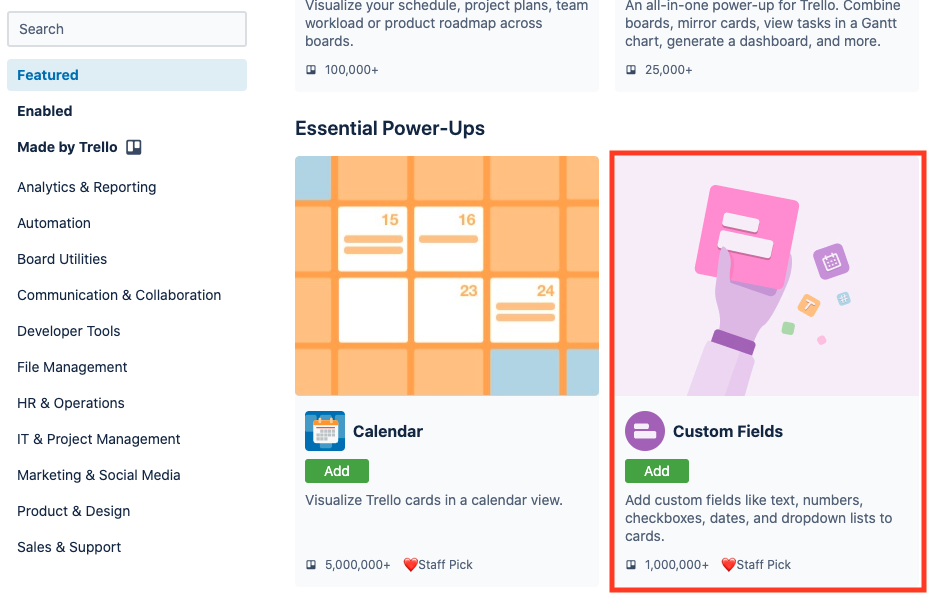 Search
Featured
Enabled
Made by Trello
Analytics & Reporting
Automation
Board Utilities
Communication & Collaboration
Developer Tools
File Management
HR & Operations
IT & Project Management
Marketing & Social Media
Product & Design
Sales & Support
Visualize your schedule, project plans, team
workload or product roadmap across
boards.
100,000+
An all-in-one power-up for Trello. Combine
boards, mirror cards, view tasks in a Gantt
chart, generate a dashboard, and more.
25,000+
Essential Power-Ups
15
16
23
24
Calendar
Add
Visualize Trello cards in a calendar view.
5,000,000+ ❤️Staff Pick
T
#
Custom Fields
Add
Add custom fields like text, numbers,
checkboxes, dates, and dropdown lists to
cards.
1,000,000+ ❤️Staff Pick